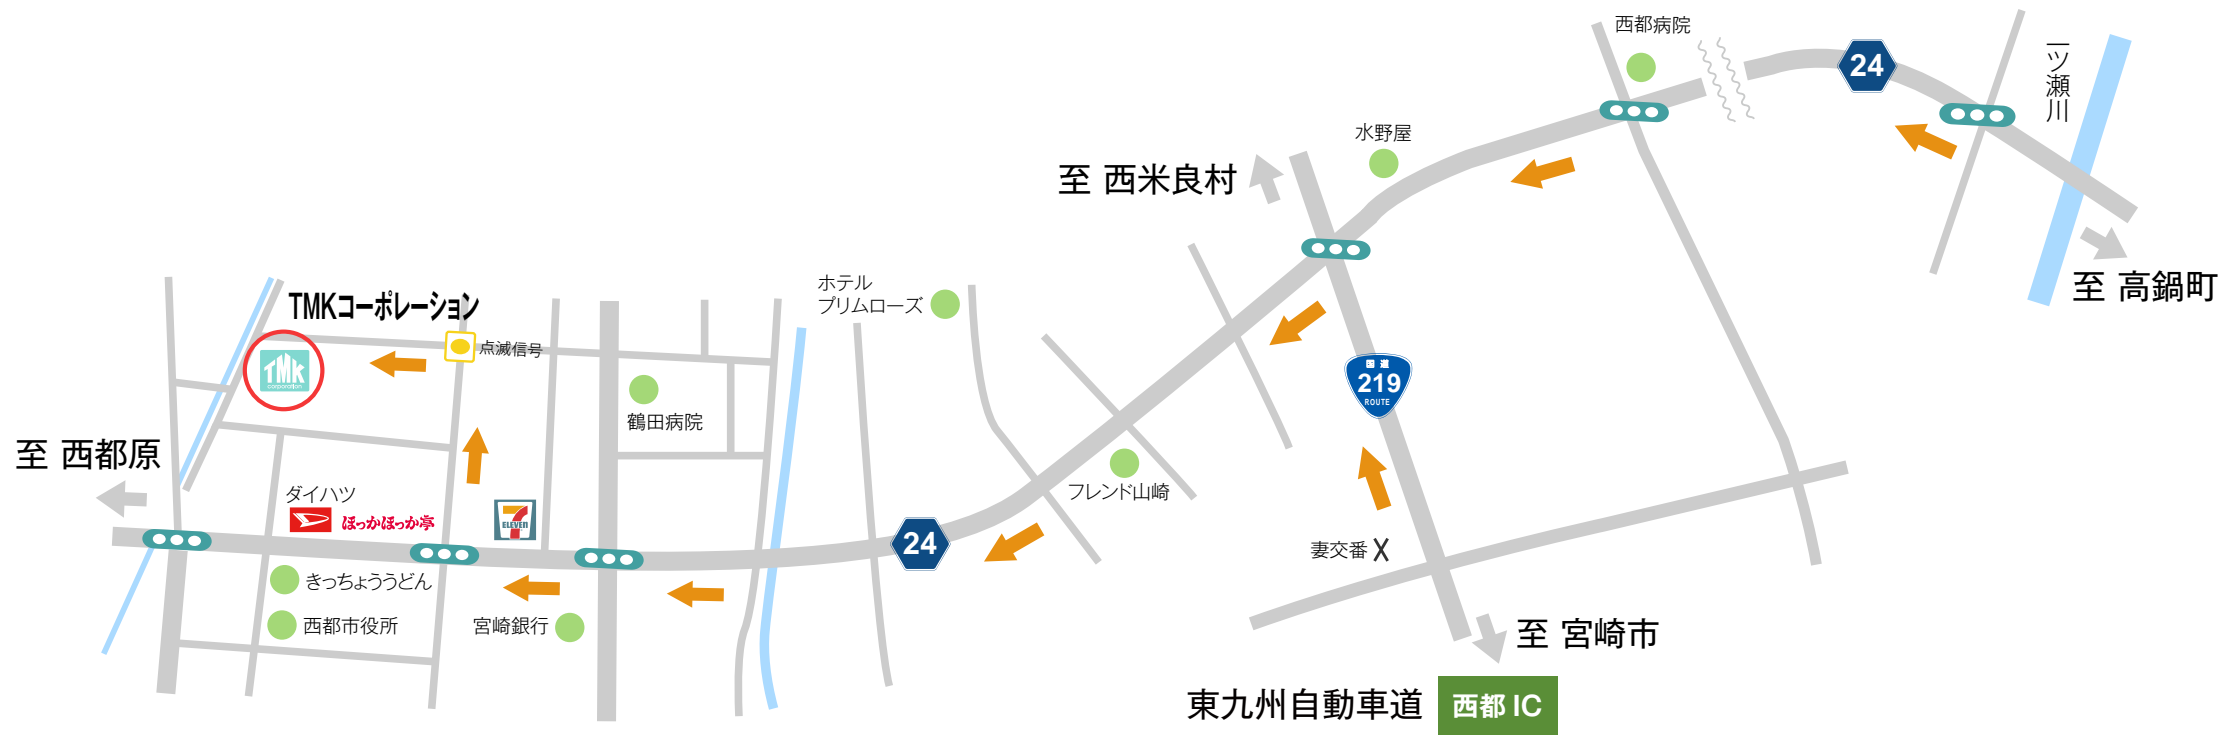 西都病院
24
一ツ瀬川
水野屋
至 西米良村
至 高鍋町
ホテル
プリムローズ
TMKコーポレーション
点滅信号
TMK
corporation
国道
219
ROUTE
鶴田病院
至 西都原
フレンド山崎
ダイハツ
ほっかほっか亭
7
ELEVEN
24
妻交番
きっちょううどん
西都市役所
宮崎銀行
至 宮崎市
東九州自動車道
西都 IC